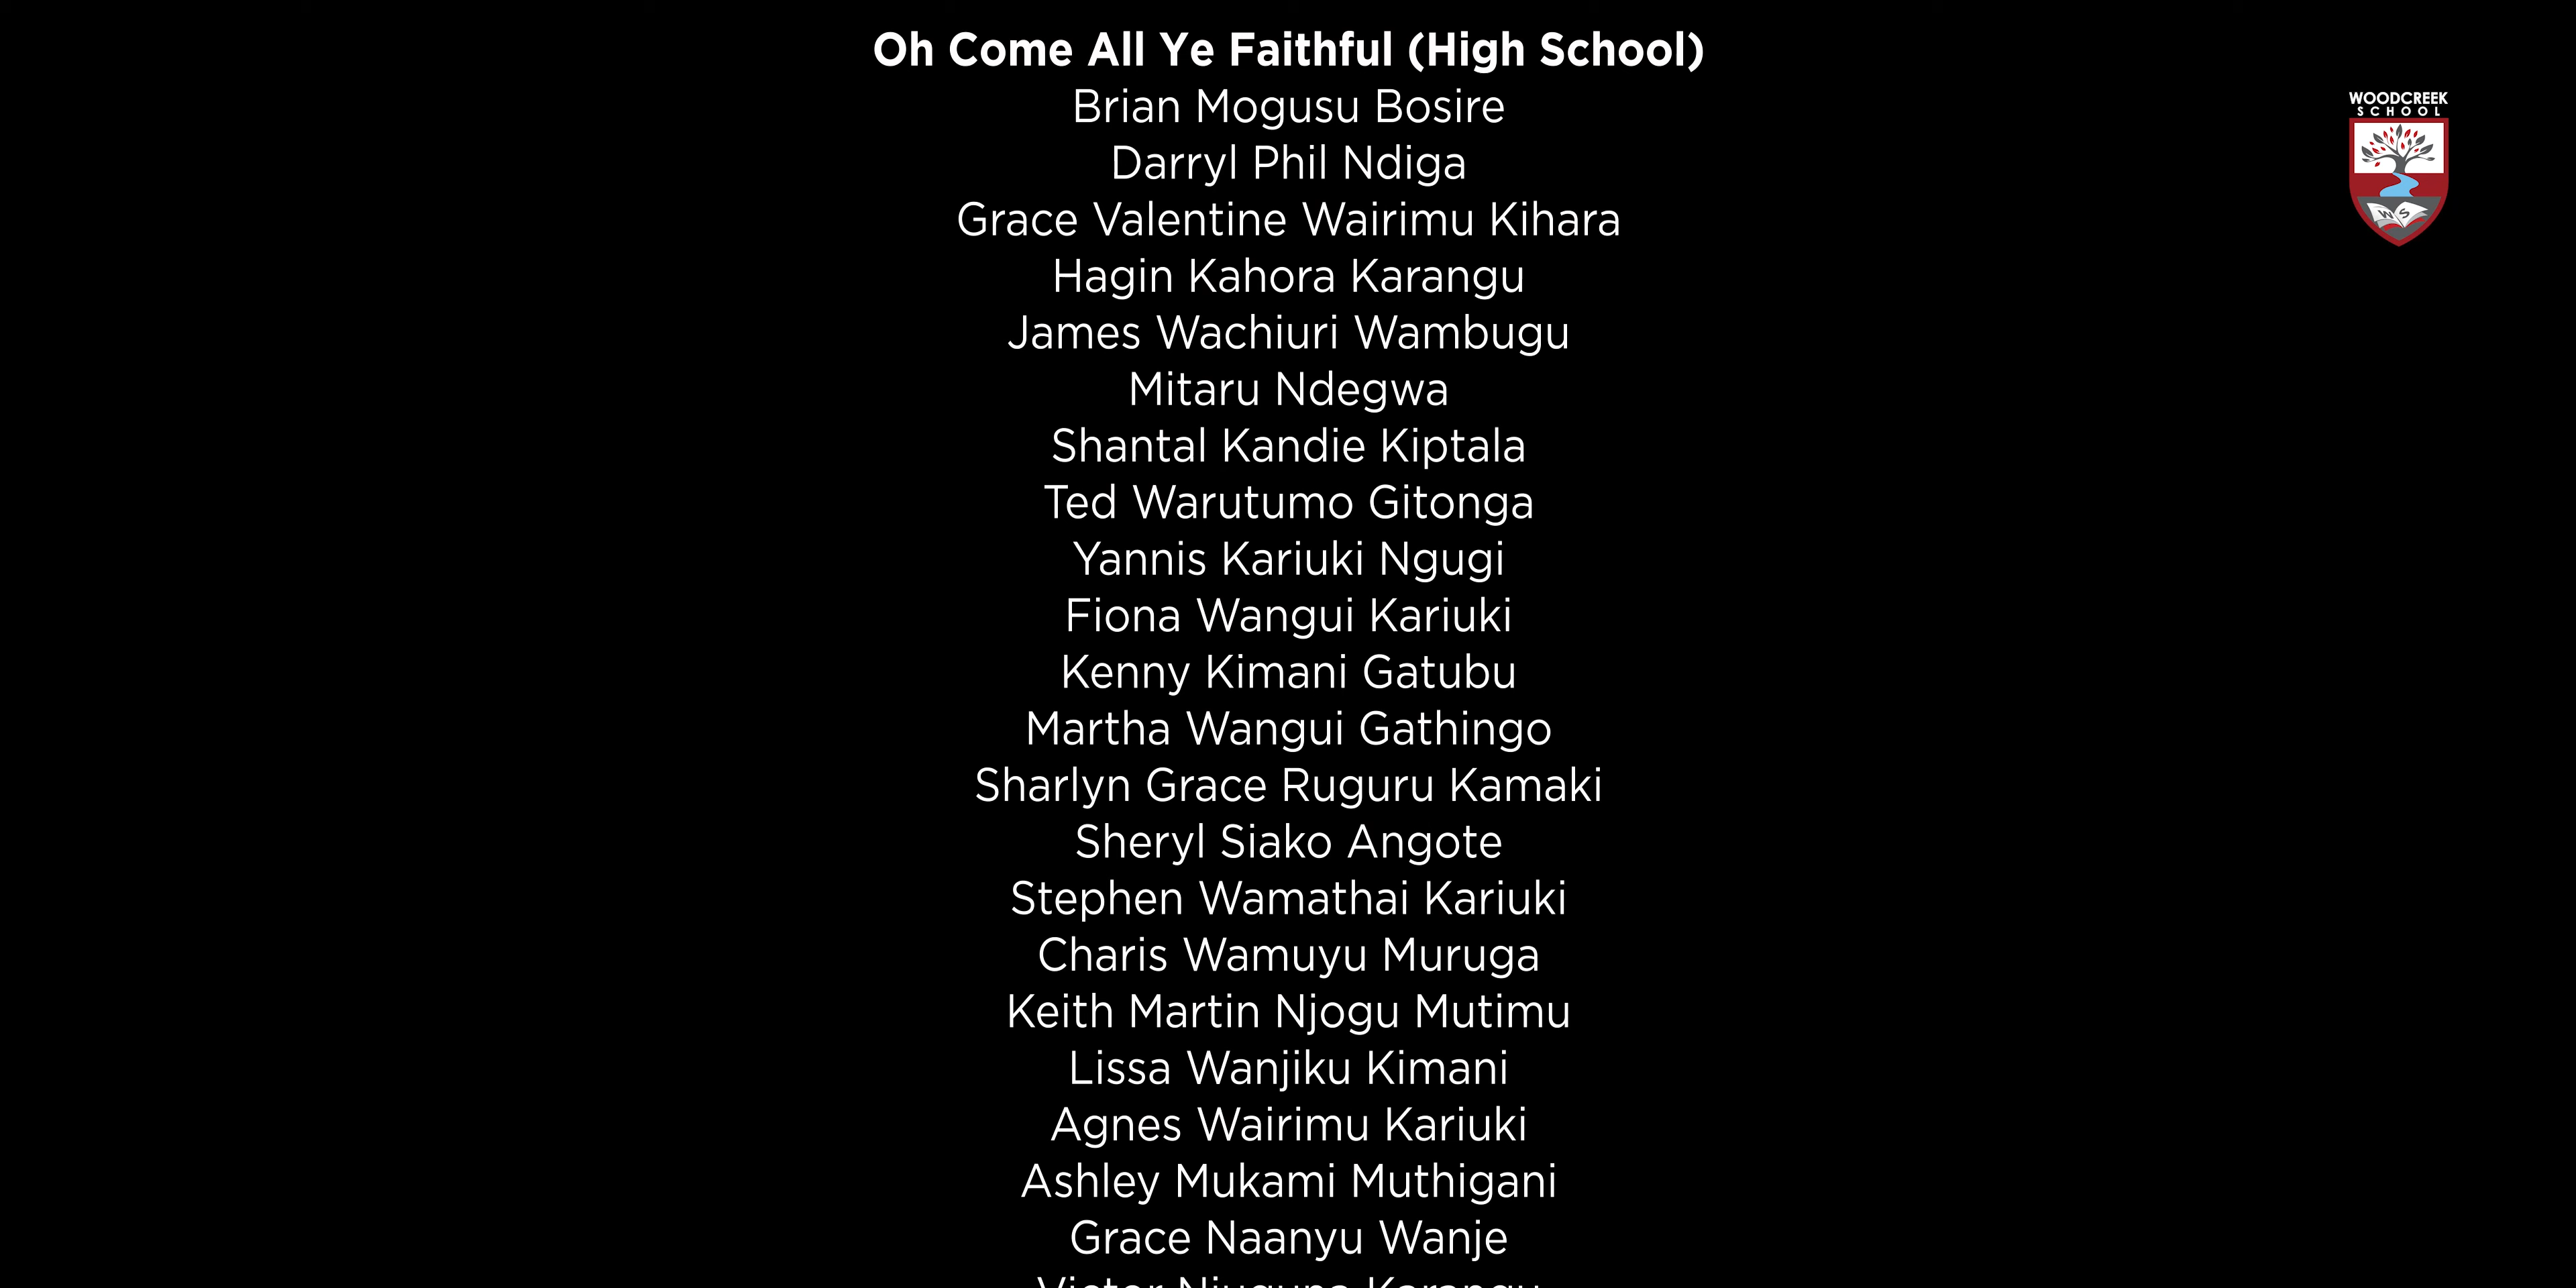 Oh Come All Ye Faithful (High School)
Brian Mogusu Bosire
WOODCREEK
SCHOOL
Darryl Phil Ndiga
Grace Valentine Wairimu Kihara
W S
Hagin Kahora Karangu
James Wachiuri Wambugu
Mitaru Ndegwa
Shantal Kandie Kiptala
Ted Warutumo Gitonga
Yannis Kariuki Ngugi
Fiona Wangui Kariuki
Kenny Kimani Gatubu
Martha Wangui Gathingo
Sharlyn Grace Ruguru Kamaki
Sheryl Siako Angote
Stephen Wamathai Kariuki
Charis Wamuyu Muruga
Keith Martin Njogu Mutimu
Lissa Wanjiku Kimani
Agnes Wairimu Kariuki
Ashley Mukami Muthigani
Grace Naanyu Wanje
Victor Njuguna Karangu